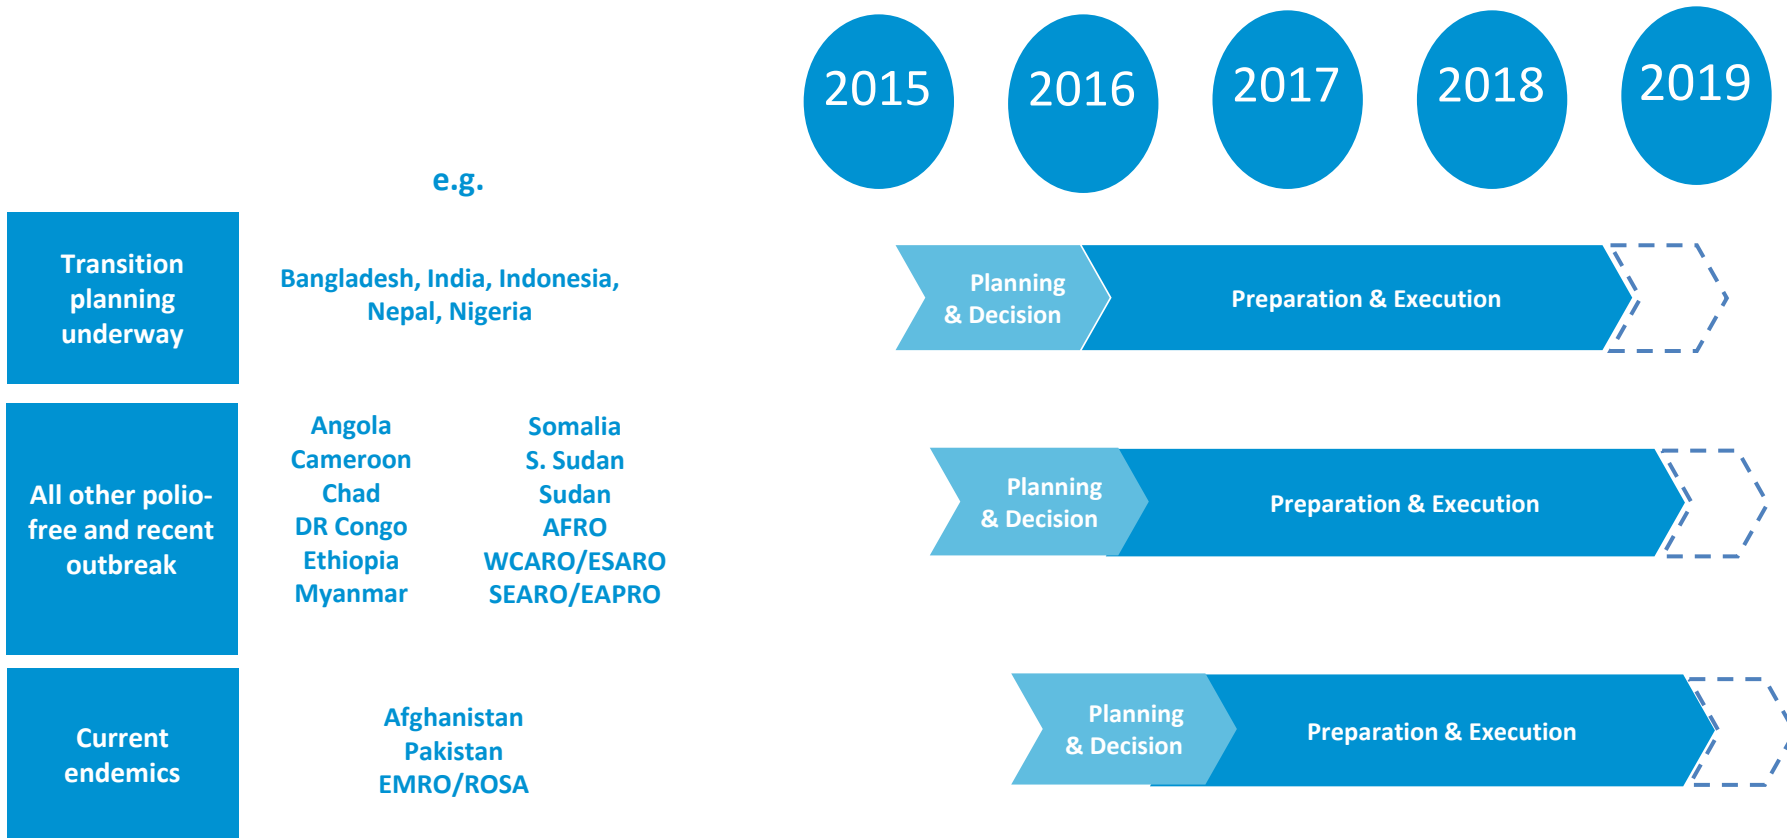 2015
2016
2017
2018
2019
e.g.
Transition
planning
underway
Bangladesh, India, Indonesia,
Nepal, Nigeria
Planning
& Decision
Preparation & Execution
All other polio-
free and recent
outbreak
Angola
Cameroon
Chad
DR Congo
Ethiopia
Myanmar
Somalia
S. Sudan
Sudan
AFRO
WCARO/ESARO
SEARO/EAPRO
Planning
& Decision
Preparation & Execution
Current
endemics
Afghanistan
Pakistan
EMRO/ROSA
Planning
& Decision
Preparation & Execution